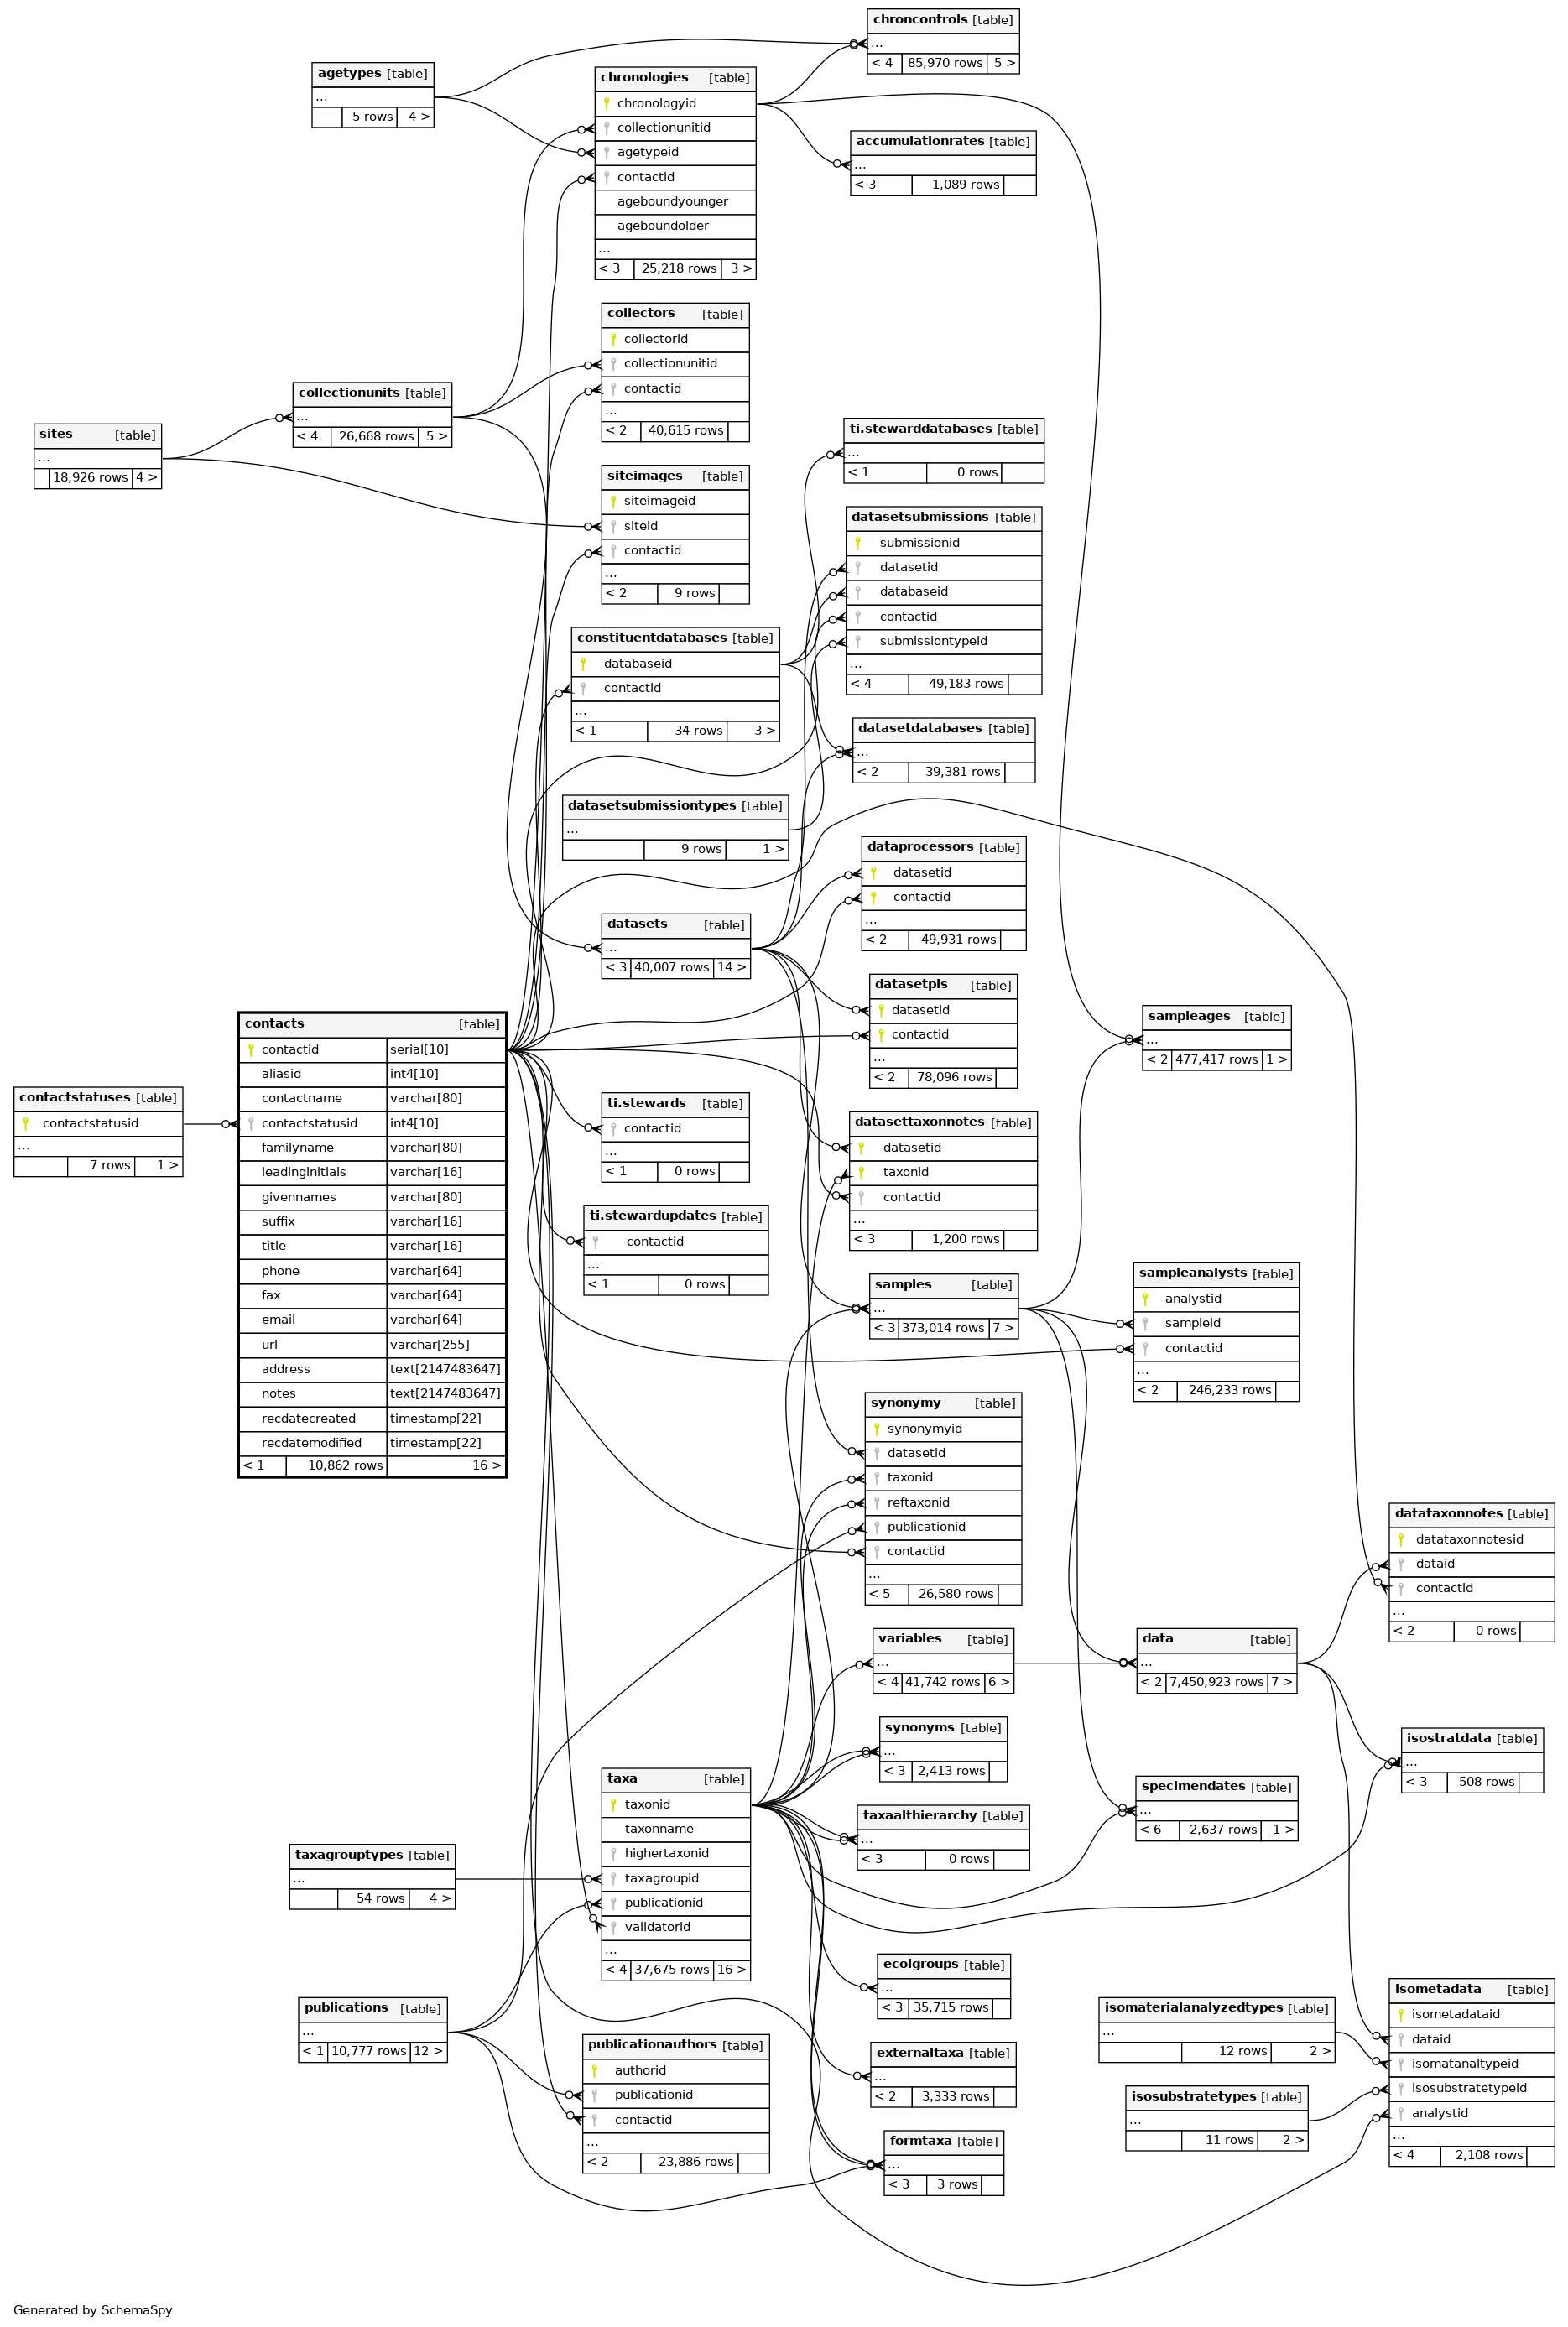 chroncontrols [table]
...
< 4 85,970 rows 5 >
agetypes [table]
...
5 rows 4 >
chronologies [table]
chronologyid
collectionunitid
agetypeid
contactid
ageboundyounger
ageboundolder
...
< 3 25,218 rows 3 >
accumulationrates [table]
...
< 3 1,089 rows
collectors [table]
collectorid
collectionunitid
contactid
...
< 2 40,615 rows
collectionunits [table]
...
< 4 26,668 rows 5 >
sites [table]
...
18,926 rows 4 >
ti.stewarddatabases [table]
...
< 1 0 rows
siteimages [table]
siteimageid
siteid
contactid
...
< 2 9 rows
datasetsubmissions [table]
submissionid
datasetid
databaseid
contactid
submissiontypeid
...
< 4 49,183 rows
constituentdatabases [table]
databaseid
contactid
...
< 1 34 rows 3 >
datasetdatabases [table]
...
< 2 39,381 rows
datasetsubmissiontypes [table]
...
9 rows 1 >
dataprocessors [table]
datasetid
contactid
...
< 2 49,931 rows
datasets [table]
...
< 3 40,007 rows 14 >
datasetpis [table]
datasetid
contactid
...
< 2 78,096 rows
sampleages [table]
...
< 2 477,417 rows 1 >
contacts [table]
contactid serial[10]
aliasid int4[10]
contactname varchar[80]
contactstatusid int4[10]
familyname varchar[80]
leadinginitials varchar[16]
givennames varchar[80]
suffix varchar[16]
title varchar[16]
phone varchar[64]
fax varchar[64]
email varchar[64]
url varchar[255]
address text[2147483647]
notes text[2147483647]
recdatecreated timestamp[22]
recdatemodified timestamp[22]
< 1 10,862 rows 16 >
contactstatuses [table]
contactstatusid
...
7 rows 1 >
ti.stewards [table]
contactid
...
< 1 0 rows
datasettaxonnotes [table]
datasetid
taxonid
contactid
...
< 3 1,200 rows
ti.stewardupdates [table]
contactid
...
< 1 0 rows
samples [table]
...
< 3 373,014 rows 7 >
sampleanalysts [table]
analystid
sampleid
contactid
...
< 2 246,233 rows
synonymy [table]
synonymyid
datasetid
taxonid
reftaxonid
publicationid
contactid
...
< 5 26,580 rows
datataxonnotes [table]
datataxonnotesid
dataid
contactid
...
< 2 0 rows
variables [table]
...
< 4 41,742 rows 6 >
data [table]
...
< 2 7,450,923 rows 7 >
synonyms [table]
...
< 3 2,413 rows
isostratdata [table]
...
< 3 508 rows
taxa [table]
taxonid
taxonname
highertaxonid
taxagroupid
publicationid
validatorid
...
< 4 37,675 rows 16 >
specimendates [table]
...
< 6 2,637 rows 1 >
taxaalthierarchy [table]
...
< 3 0 rows
taxagrouptypes [table]
...
54 rows 4 >
ecolgroups [table]
...
< 3 35,715 rows
publications [table]
...
< 1 10,777 rows 12 >
isomaterialanalyzedtypes [table]
...
12 rows 2 >
isometadata [table]
isometadataid
dataid
isomatanaltypeid
isosubstratetypeid
analystid
...
< 4 2,108 rows
publicationauthors [table]
authorid
publicationid
contactid
...
< 2 23,886 rows
externaltaxa [table]
...
< 2 3,333 rows
isosubstratetypes [table]
...
11 rows 2 >
formtaxa [table]
...
< 3 3 rows
Generated by SchemaSpy